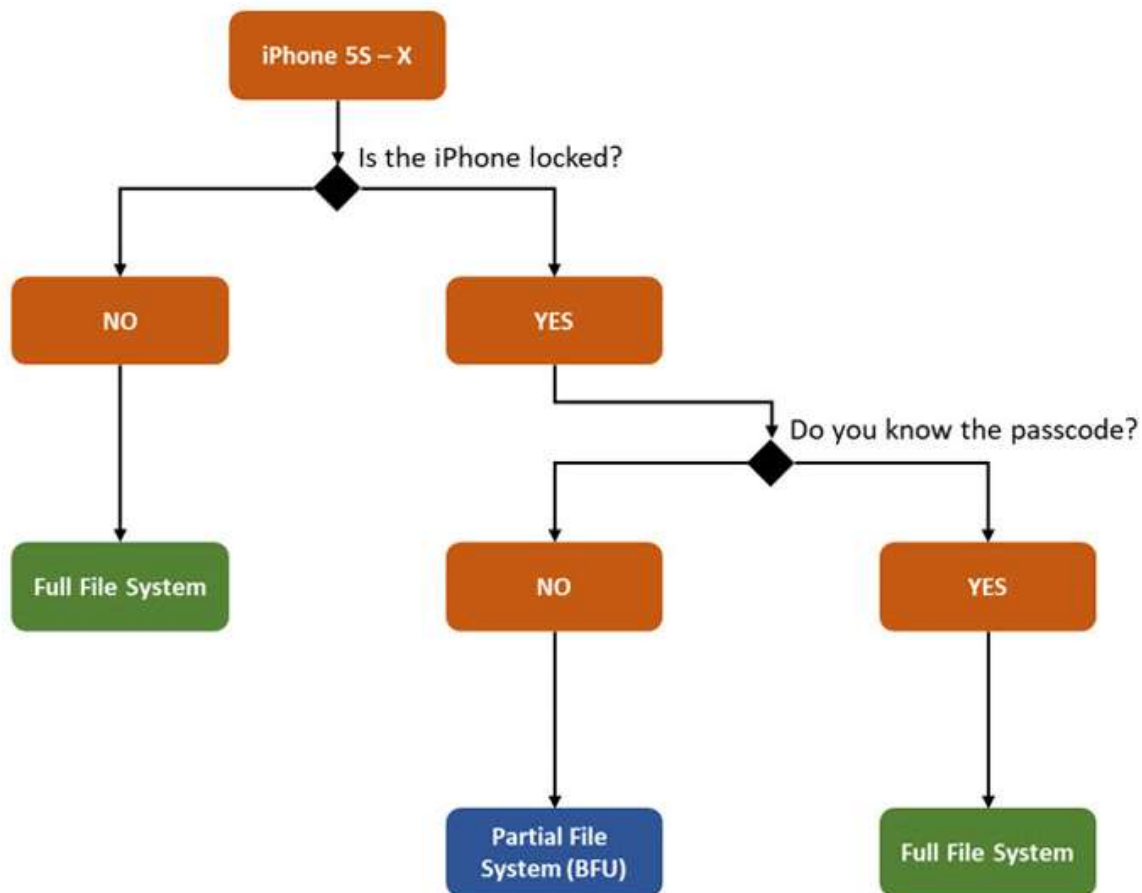 iPhone 5S – X
Is the iPhone locked?
NO
YES
Do you know the passcode?
Full File System
NO
YES
Partial File
System (BFU)
Full File System